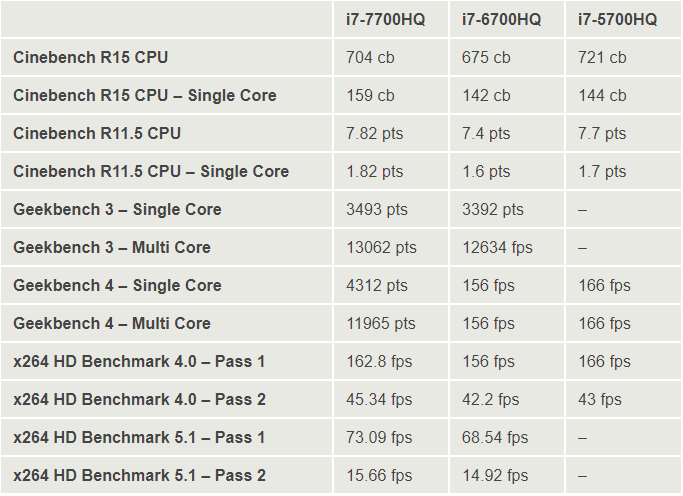 i7-7700HQ i7-6700HQ i7-5700HQ
Cinebench R15 CPU 704 cb 675 cb 721 cb
Cinebench R15 CPU – Single Core 159 cb 142 cb 144 cb
Cinebench R11.5 CPU 7.82 pts 7.4 pts 7.7 pts
Cinebench R11.5 CPU – Single Core 1.82 pts 1.6 pts 1.7 pts
Geekbench 3 – Single Core 3493 pts 3392 pts –
Geekbench 3 – Multi Core 13062 pts 12634 fps –
Geekbench 4 – Single Core 4312 pts 156 fps 166 fps
Geekbench 4 – Multi Core 11965 pts 156 fps 166 fps
x264 HD Benchmark 4.0 – Pass 1 162.8 fps 156 fps 166 fps
x264 HD Benchmark 4.0 – Pass 2 45.34 fps 42.2 fps 43 fps
x264 HD Benchmark 5.1 – Pass 1 73.09 fps 68.54 fps –
x264 HD Benchmark 5.1 – Pass 2 15.66 fps 14.92 fps –